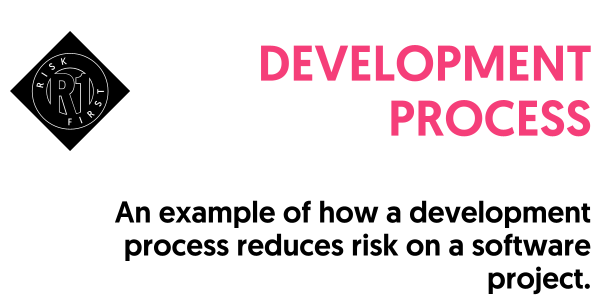 RISK
R1
FIRST
DEVELOPMENT
PROCESS
An example of how a development
process reduces risk on a software
project.